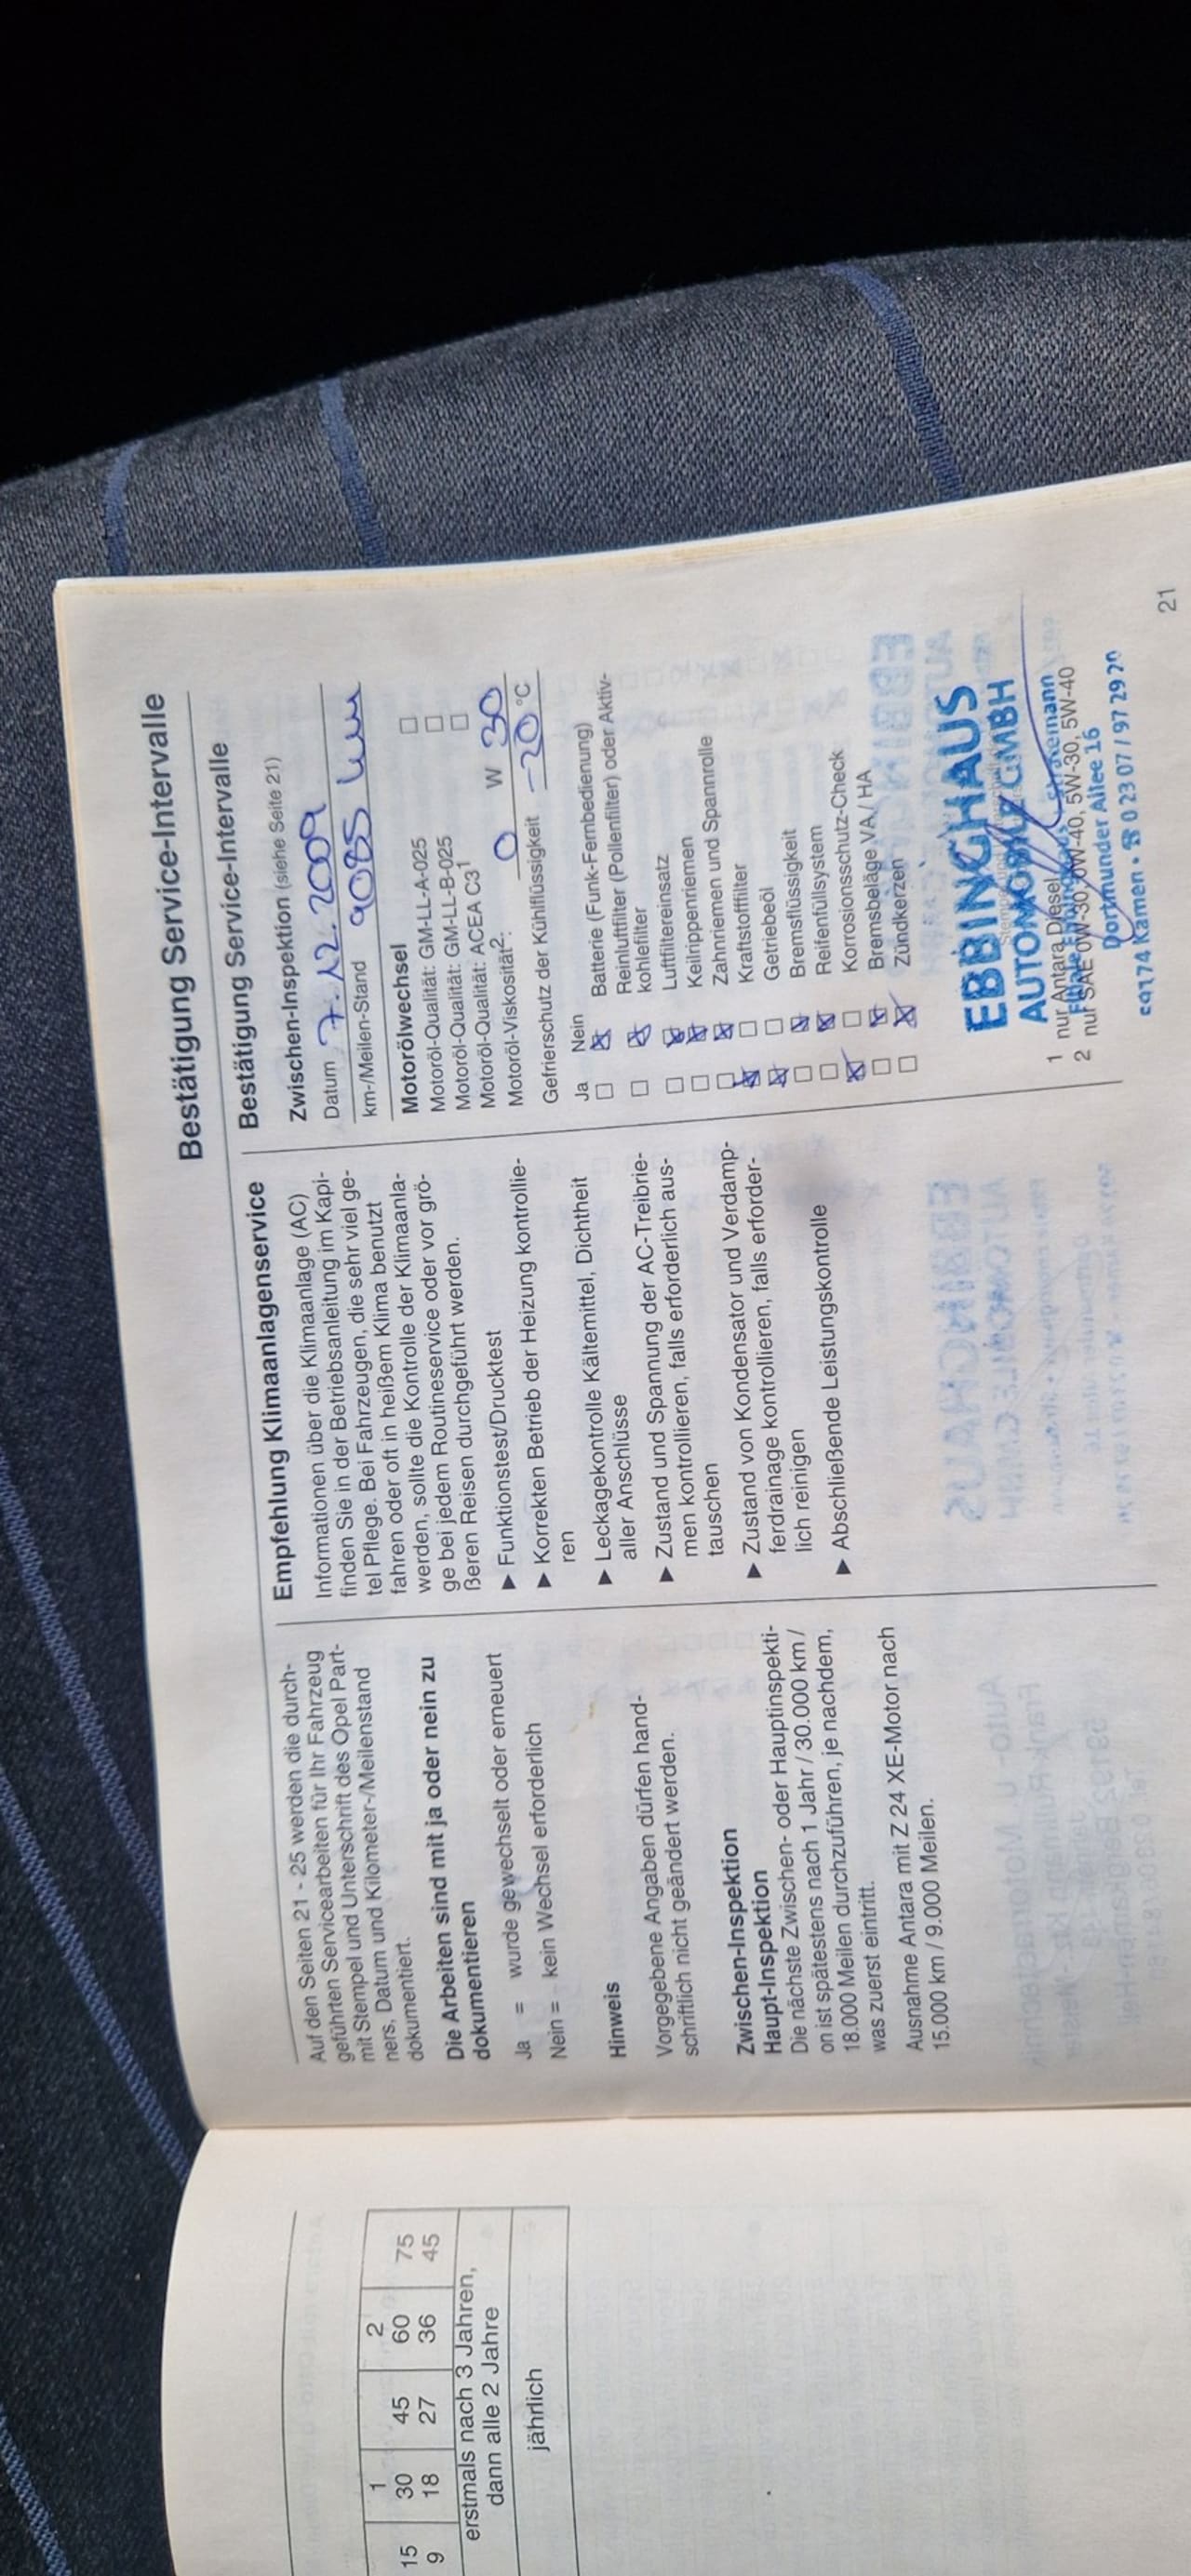 15 30 45 60 75
9 18 27 36 45
1 2
erstmals nach 3 Jahren,
dann alle 2 Jahre
jährlich
Bestätigung Service-Intervalle
Auf den Seiten 21 - 25 werden die durch-
geführten Servicearbeiten für Ihr Fahrzeug
mit Stempel und Unterschrift des Opel Part-
ners, Datum und Kilometer-/Meilenstand
dokumentiert.
Die Arbeiten sind mit ja oder nein zu
dokumentieren
Ja = wurde gewechselt oder erneuert
Nein = kein Wechsel erforderlich
Hinweis
Vorgegebene Angaben dürfen hand-
schriftlich nicht geändert werden.
Zwischen-Inspektion
Haupt-Inspektion
Die nächste Zwischen- oder Hauptinspekti-
on ist spätestens nach 1 Jahr / 30.000 km /
18.000 Meilen durchzuführen, je nachdem,
was zuerst eintritt.
Ausnahme Antara mit Z 24 XE-Motor nach
15.000 km / 9.000 Meilen.
Empfehlung Klimaanlagenservice
Informationen über die Klimaanlage (AC)
finden Sie in der Betriebsanleitung im Kapi-
tel Pflege. Bei Fahrzeugen, die sehr viel ge-
fahren oder oft in heißem Klima benutzt
werden, sollte die Kontrolle der Klimaanla-
ge bei jedem Routineservice oder vor grö-
ßeren Reisen durchgeführt werden.
▶ Funktionstest/Drucktest
▶ Korrekten Betrieb der Heizung kontrollie-
ren
▶ Leckagekontrolle Kältemittel, Dichtheit
aller Anschlüsse
▶ Zustand und Spannung der AC-Treibrie-
men kontrollieren, falls erforderlich aus-
tauschen
▶ Zustand von Kondensator und Verdamp-
ferdrainage kontrollieren, falls erforder-
lich reinigen
▶ Abschließende Leistungskontrolle
Bestätigung Service-Intervalle
Zwischen-Inspektion (siehe Seite 21)
Datum 7.12.2009
km-/Meilen-Stand 9085 km
Motorölwechsel
Motoröl-Qualität: GM-LL-A-025
Motoröl-Qualität: GM-LL-B-025
Motoröl-Qualität: ACEA C3¹
Motoröl-Viskosität²: 0 W 30
Gefrierschutz der Kühlflüssigkeit -20 °C
Ja Nein
Batterie (Funk-Fernbedienung)
Reinluftfilter (Pollenfilter) oder Aktiv-
kohlefilter
Luftfiltereinsatz
Keilrippenriemen
Zahnriemen und Spannrolle
Kraftstofffilter
Getriebeöl
Bremsflüssigkeit
Reifenfüllsystem
Korrosionsschutz-Check
Bremsbeläge VA / HA
Zündkerzen
EBBINGHAUS
AUTOMOBILE GMBH
Dortmunder Allee 16
59174 Kamen • ☎ 0 23 07 / 97 29 20
1 nur Antara Diesel
2 nur SAE 0W-30, 0W-40, 5W-30, 5W-40
21